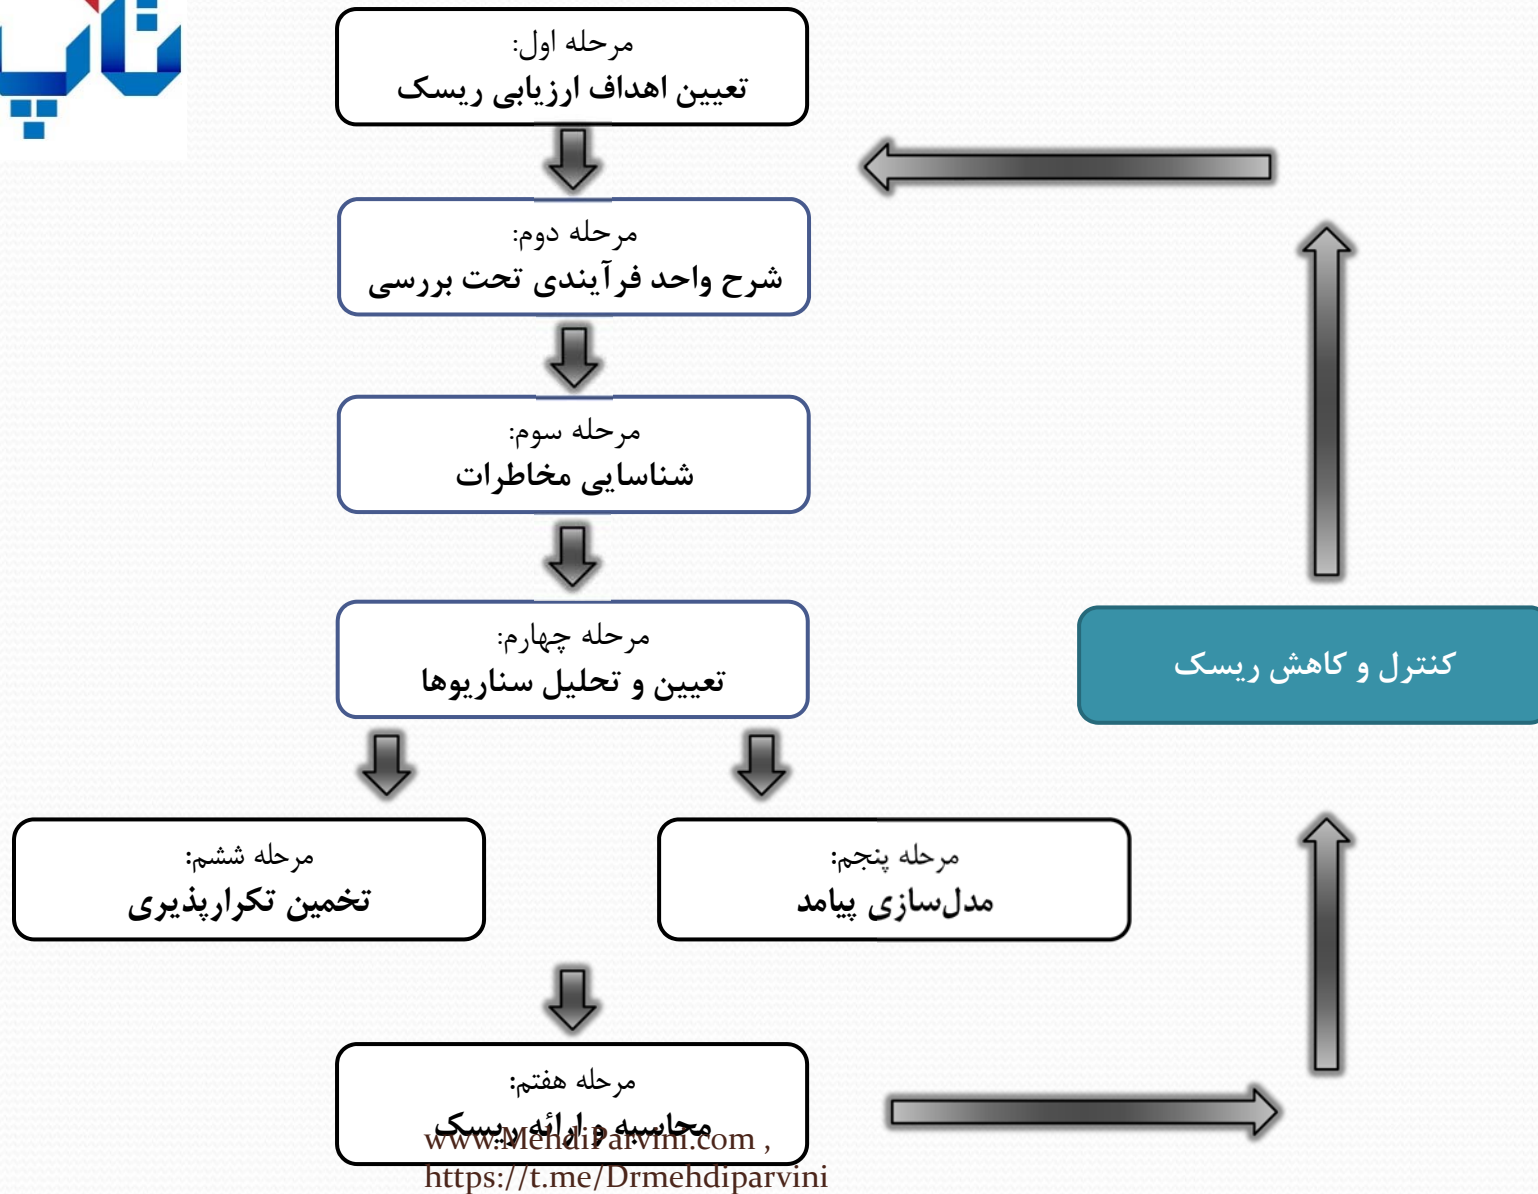 تاپ
مرحله اول:
تعیین اهداف ارزیابی ریسک
مرحله دوم:
شرح واحد فرآیندی تحت بررسی
مرحله سوم:
شناسایی مخاطرات
مرحله چهارم:
تعیین و تحلیل سناریوها
کنترل و کاهش ریسک
مرحله پنجم:
مدل‌سازی پیامد
مرحله ششم:
تخمین تکرارپذیری
مرحله هفتم:
محاسبه و ارائه ریسک
www.MehdiParvini.com ,
https://t.me/Drmehdiparvini